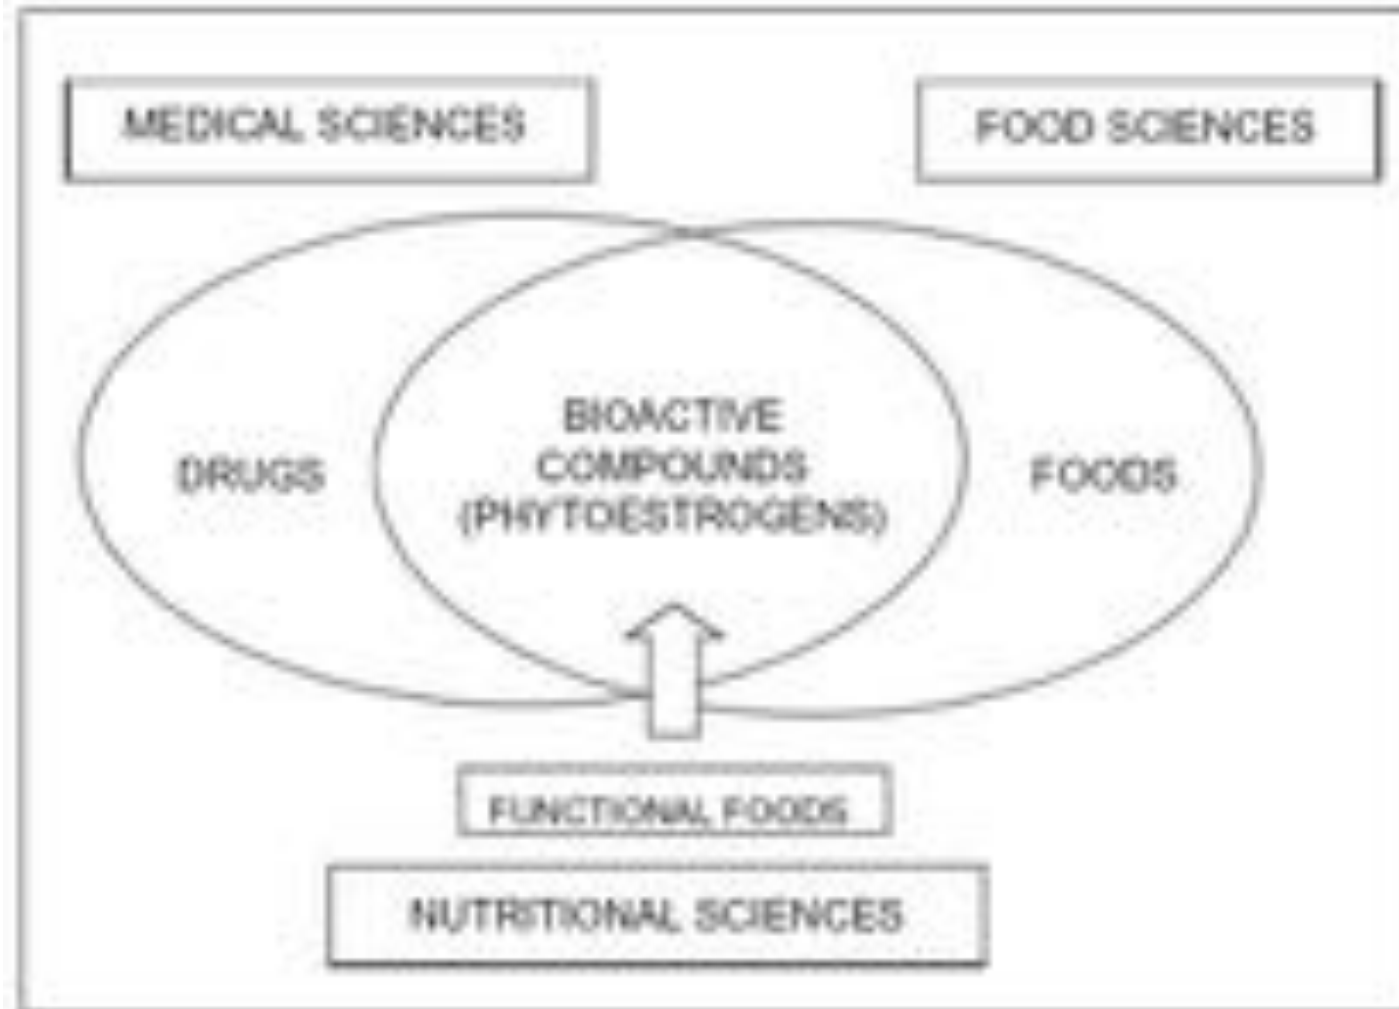 MEDICAL SCIENCES
FOOD SCIENCES
DRUGS
BIOACTIVE
COMPOUNDS
(PHYTOESTROGENS)
FOODS
FUNCTIONAL FOODS
NUTRITIONAL SCIENCES